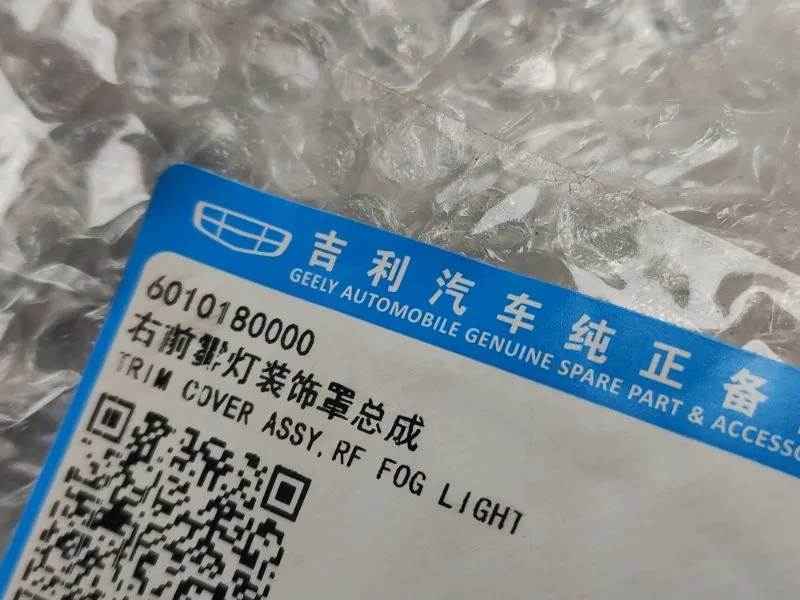 吉利汽车纯正备
GEELY AUTOMOBILE GENUINE SPARE PART & ACCESSO
6010180000
右前雾灯装饰罩总成
TRIM COVER ASSY,RF FOG LIGHT